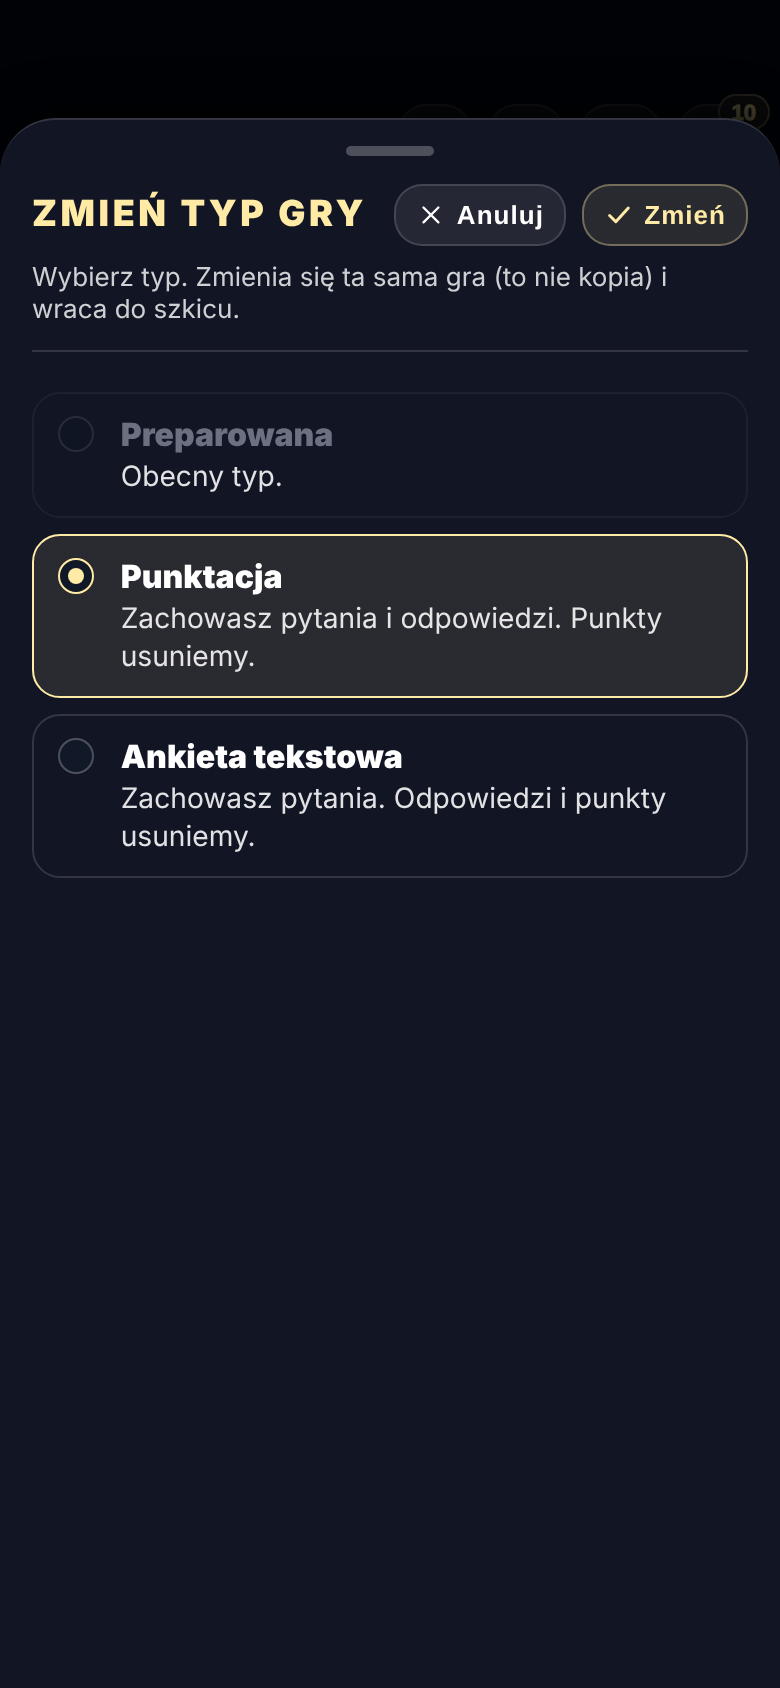 10
ZMIEŃ TYP GRY
Anuluj
Zmień
Wybierz typ. Zmienia się ta sama gra (to nie kopia) i
wraca do szkicu.
Preparowana
Obecny typ.
Punktacja
Zachowasz pytania i odpowiedzi. Punkty
usuniemy.
Ankieta tekstowa
Zachowasz pytania. Odpowiedzi i punkty
usuniemy.